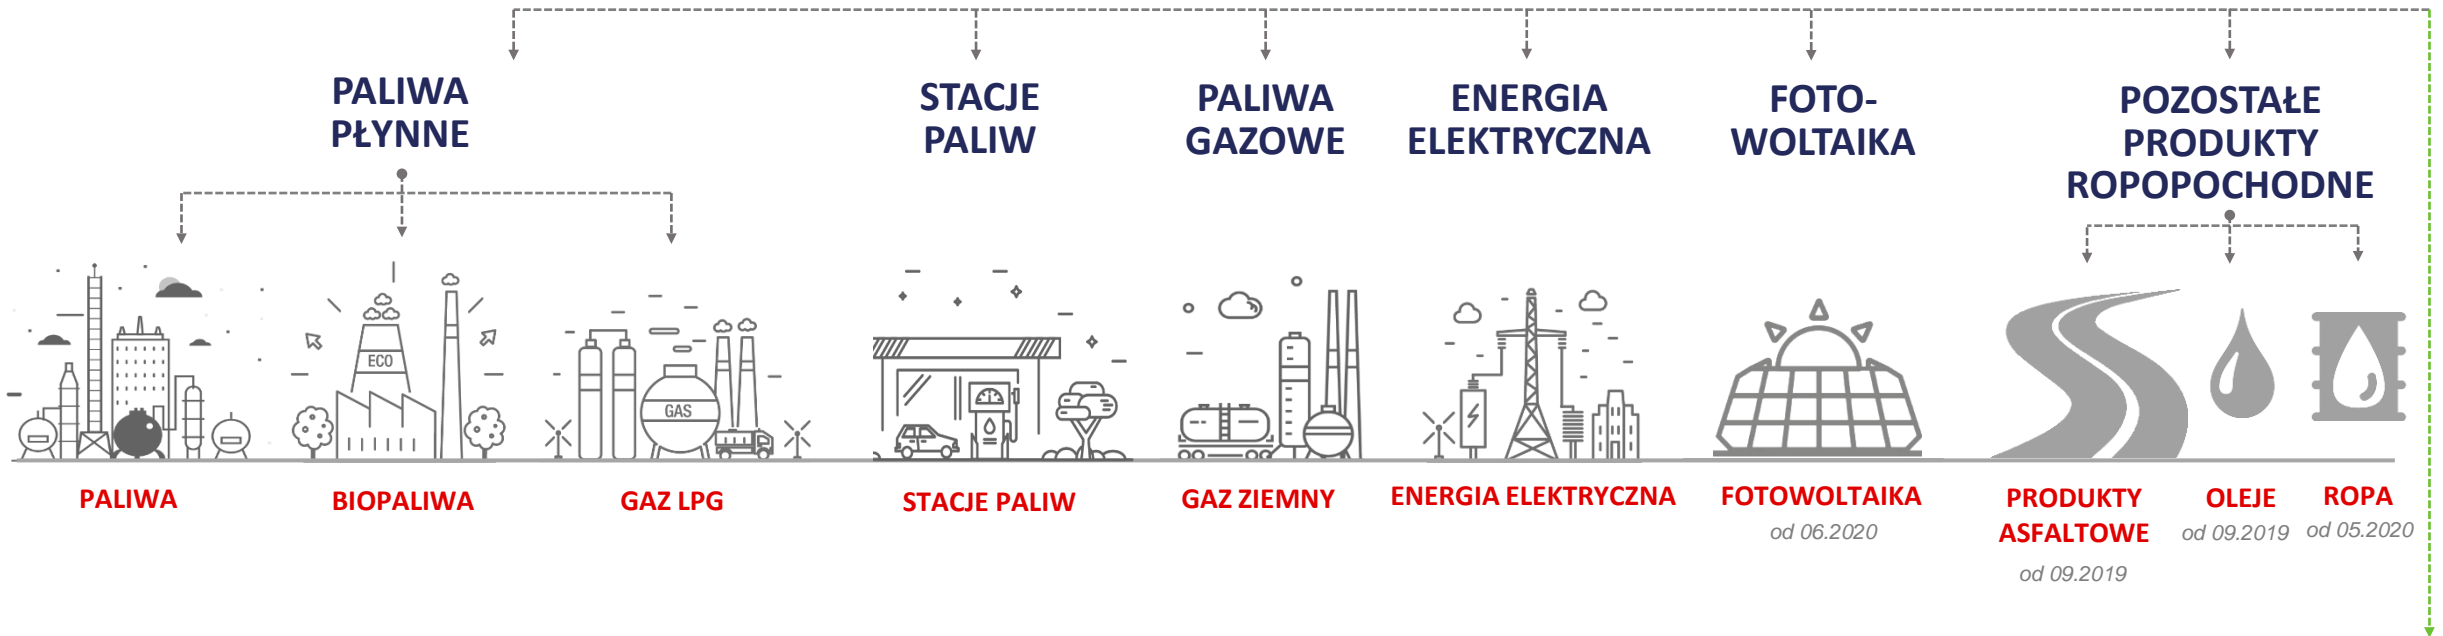 PALIWA
PŁYNNE
STACJE
PALIW
PALIWA
GAZOWE
ENERGIA
ELEKTRYCZNA
FOTO-
WOLTAIKA
POZOSTAŁE
PRODUKTY
ROPOPOCHODNE
ECO
GAS
PALIWA
BIOPALIWA
GAZ LPG
STACJE PALIW
GAZ ZIEMNY
ENERGIA ELEKTRYCZNA
FOTOWOLTAIKA
od 06.2020
PRODUKTY
ASFALTOWE
od 09.2019
OLEJE
od 09.2019
ROPA
od 05.2020